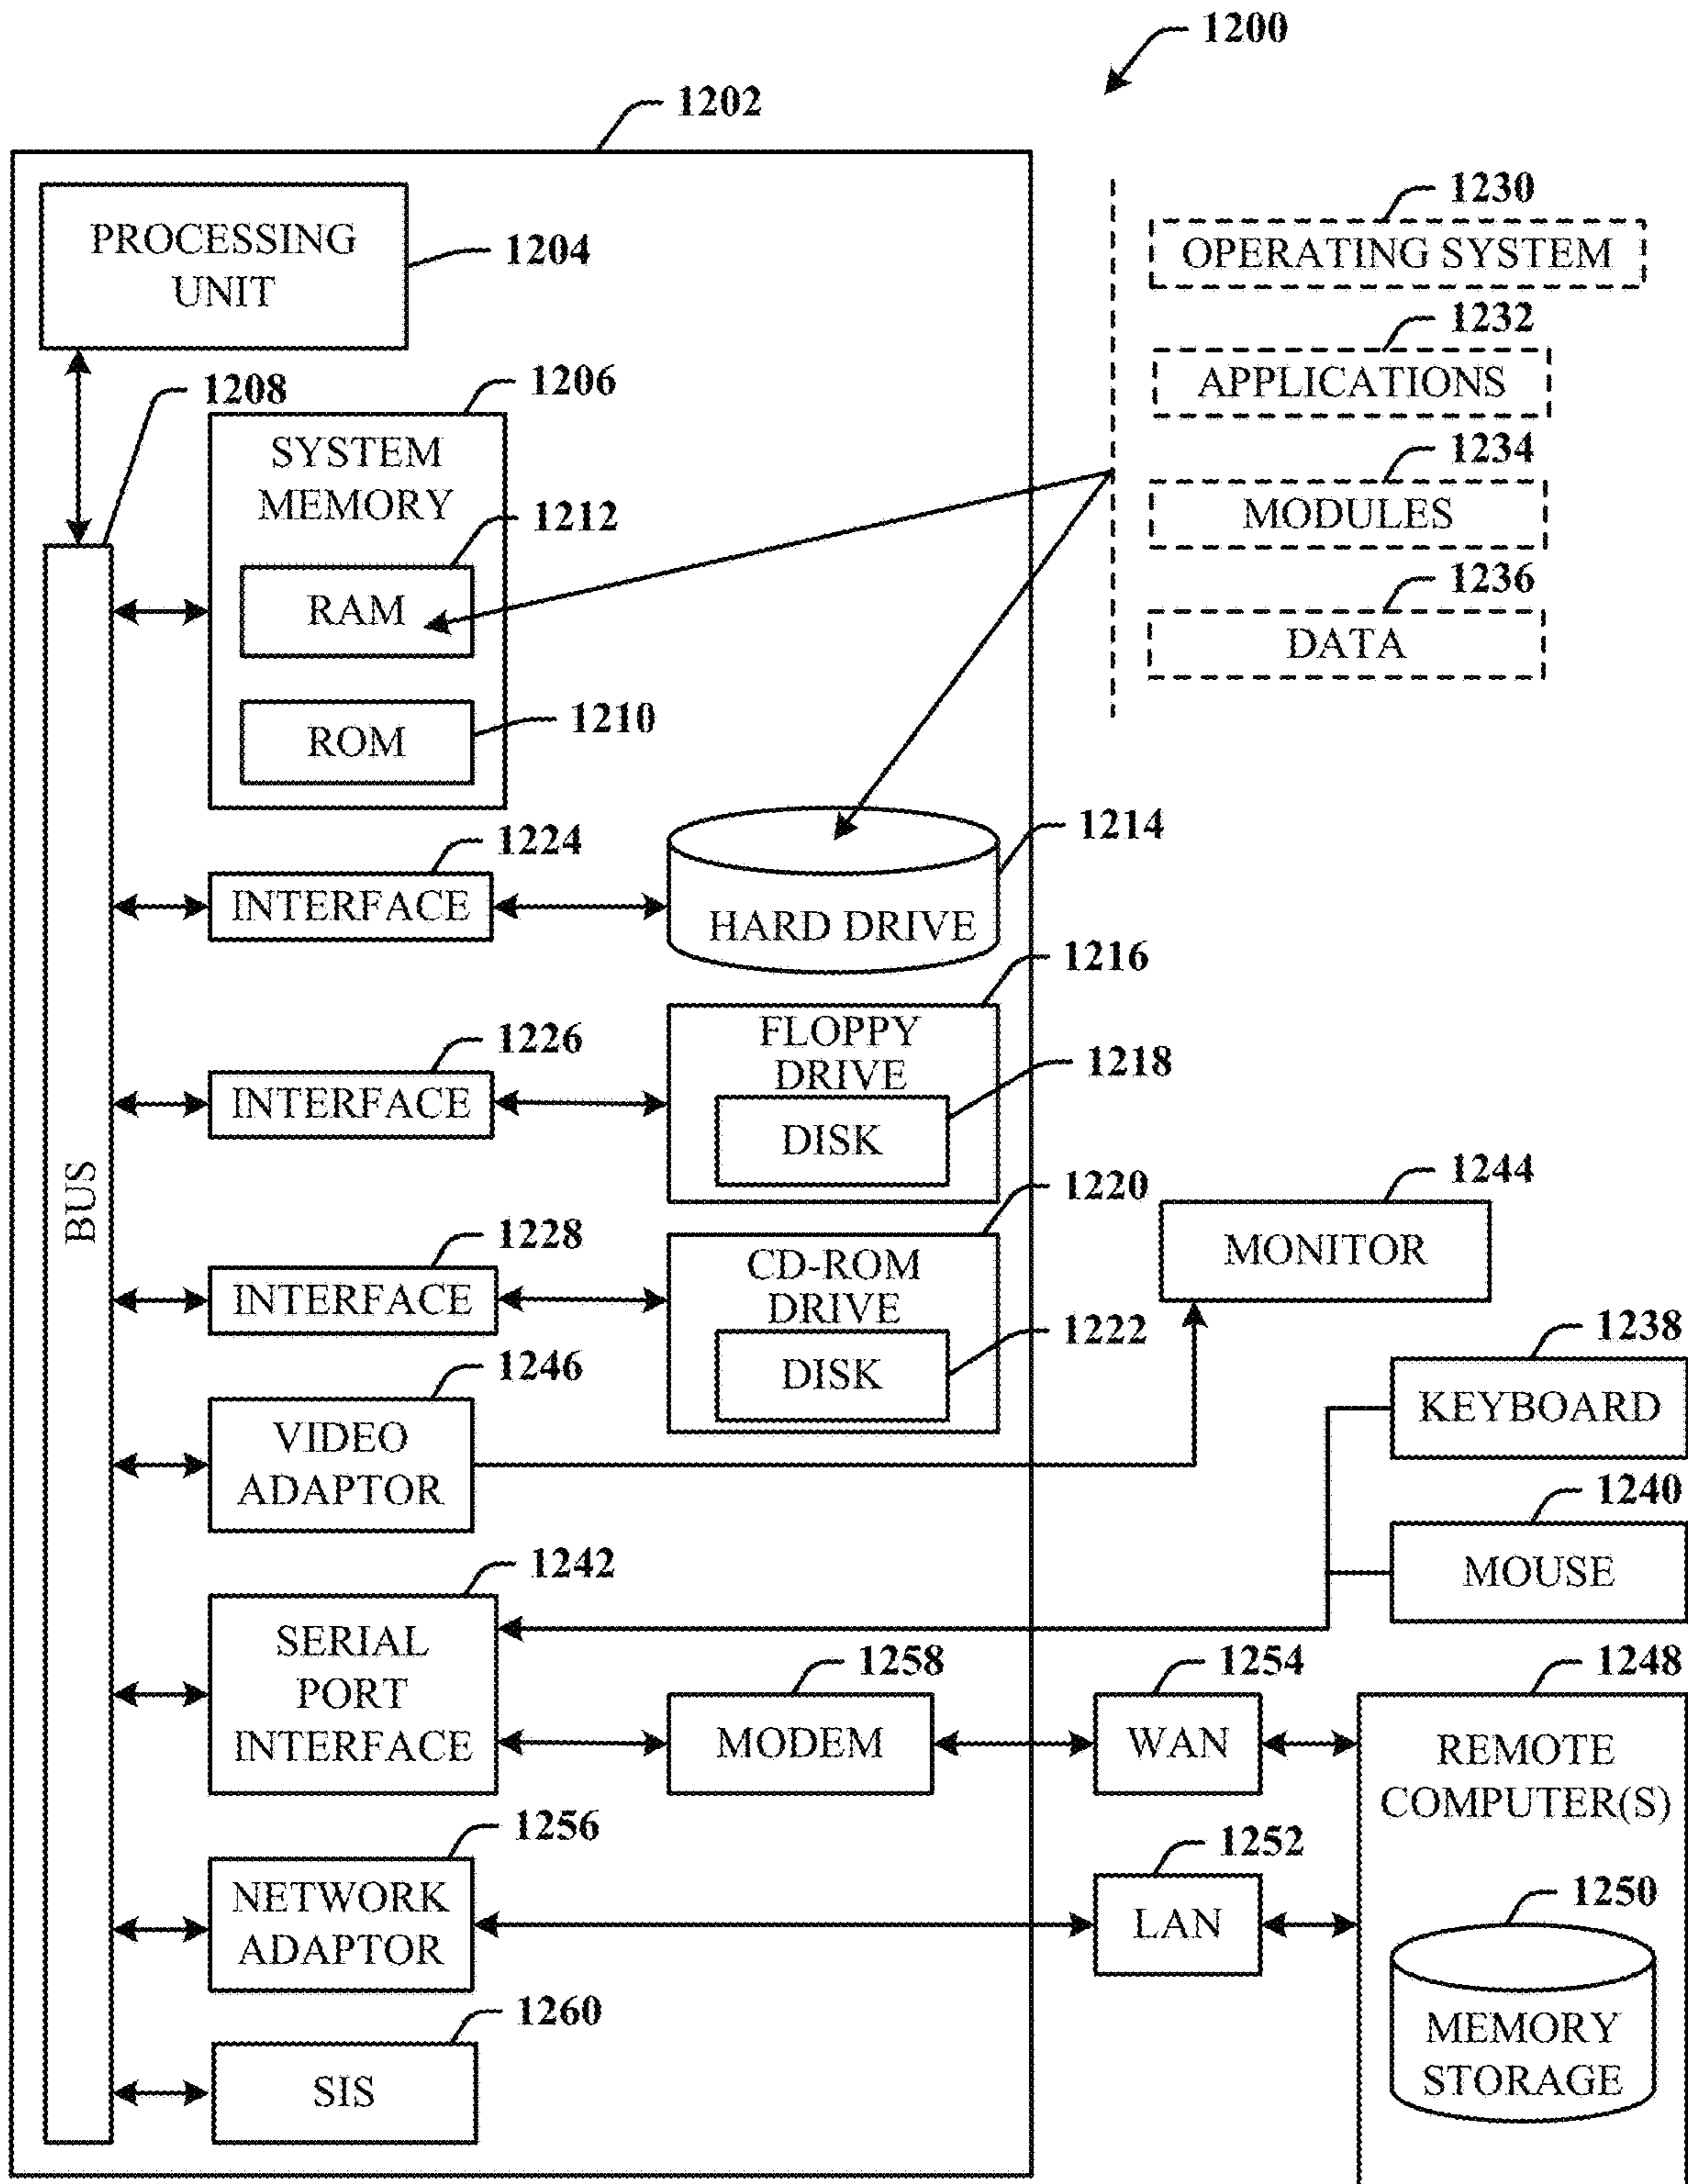 1200
1202
1230
PROCESSING
UNIT
1204
OPERATING SYSTEM
1232
APPLICATIONS
1208
1206
SYSTEM
MEMORY
1234
MODULES
1212
RAM
1236
DATA
1210
ROM
1224
INTERFACE
1214
HARD DRIVE
1216
FLOPPY
DRIVE
1226
INTERFACE
1218
DISK
BUS
1220
1244
MONITOR
1228
INTERFACE
CD-ROM
DRIVE
1222
DISK
1238
KEYBOARD
1246
VIDEO
ADAPTOR
1240
MOUSE
1242
SERIAL
PORT
INTERFACE
1258
MODEM
1254
WAN
1248
REMOTE
COMPUTER(S)
1256
NETWORK
ADAPTOR
1252
LAN
1250
MEMORY
STORAGE
1260
SIS